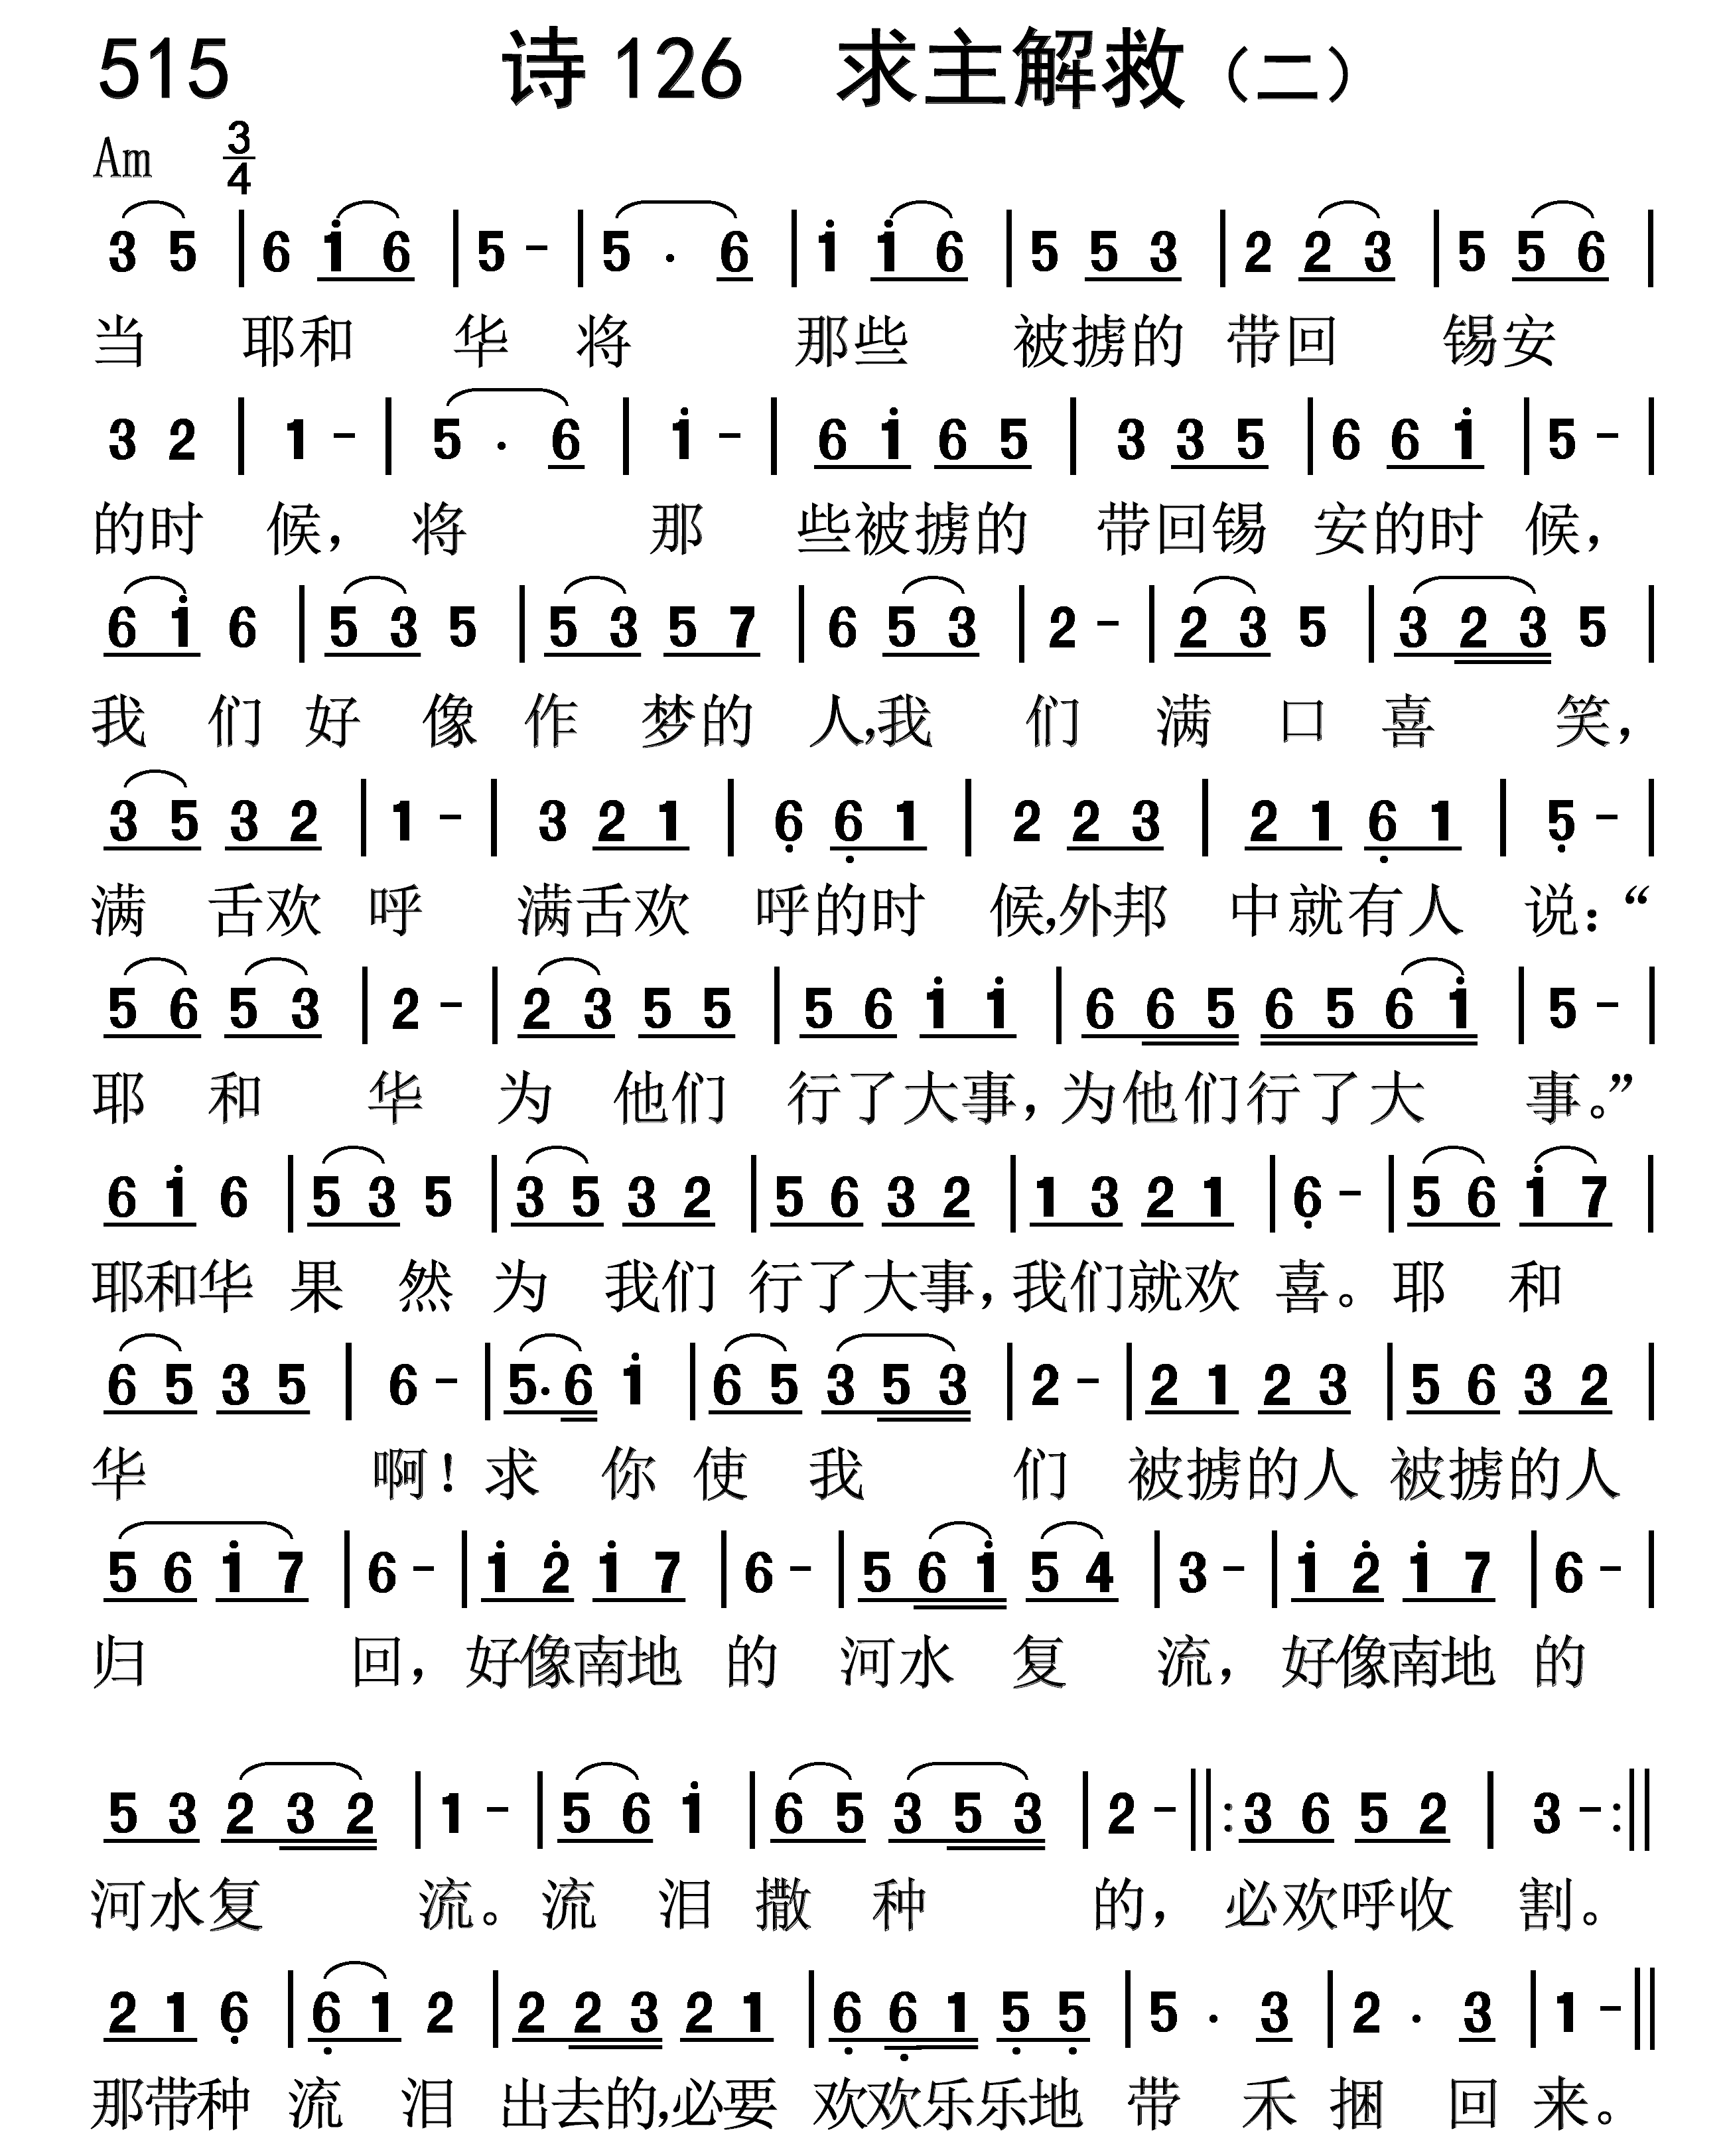 515 诗 126 求主解救（二）
Am 3/4
3 5 | 6 i 6 | 5 - | 5 . 6 | i i 6 | 5 5 3 | 2 2 3 | 5 5 6 |
当 耶和 华 将 那些 被掳的 带回 锡安
3 2 | 1 - | 5 . 6 | i - | 6 i 6 5 | 3 3 5 | 6 6 i | 5 - |
的时 候， 将 那 些被掳的 带回锡 安的时 候，
6 i 6 | 5 3 5 | 5 3 5 7 | 6 5 3 | 2 - | 2 3 5 | 3 2 3 5 |
我 们 好 像 作 梦的 人,我 们 满 口 喜 笑，
3 5 3 2 | 1 - | 3 2 1 | 6 6 1 | 2 2 3 | 2 1 6 1 | 5 - |
满 舌欢 呼 满舌欢 呼的时 候,外邦 中就有人 说：“
5 6 5 3 | 2 - | 2 3 5 5 | 5 6 i i | 6 6 5 6 5 6 i | 5 - |
耶 和 华 为 他们 行了大事，为他们行了大 事。”
6 i 6 | 5 3 5 | 3 5 3 2 | 5 6 3 2 | 1 3 2 1 | 6 - | 5 6 i 7 |
耶和华 果 然 为 我们 行了大事，我们就欢 喜。耶 和
6 5 3 5 | 6 - | 5. 6 i | 6 5 3 5 3 | 2 - | 2 1 2 3 | 5 6 3 2 |
华 啊！求 你 使 我 们 被掳的人 被掳的人
5 6 i 7 | 6 - | i 2 i 7 | 6 - | 5 6 i 5 4 | 3 - | i 2 i 7 | 6 - |
归 回，好像南地 的 河水 复 流，好像南地 的
5 3 2 3 2 | 1 - | 5 6 i | 6 5 3 5 3 | 2 - ||: 3 6 5 2 | 3 - :||
河水复 流。流 泪 撒 种 的，必欢呼收 割。
2 1 6 | 6 1 2 | 2 2 3 2 1 | 6 6 1 5 5 | 5 . 3 | 2 . 3 | 1 - ||
那带种 流 泪 出去的,必要 欢欢乐乐地 带 禾 捆 回 来。